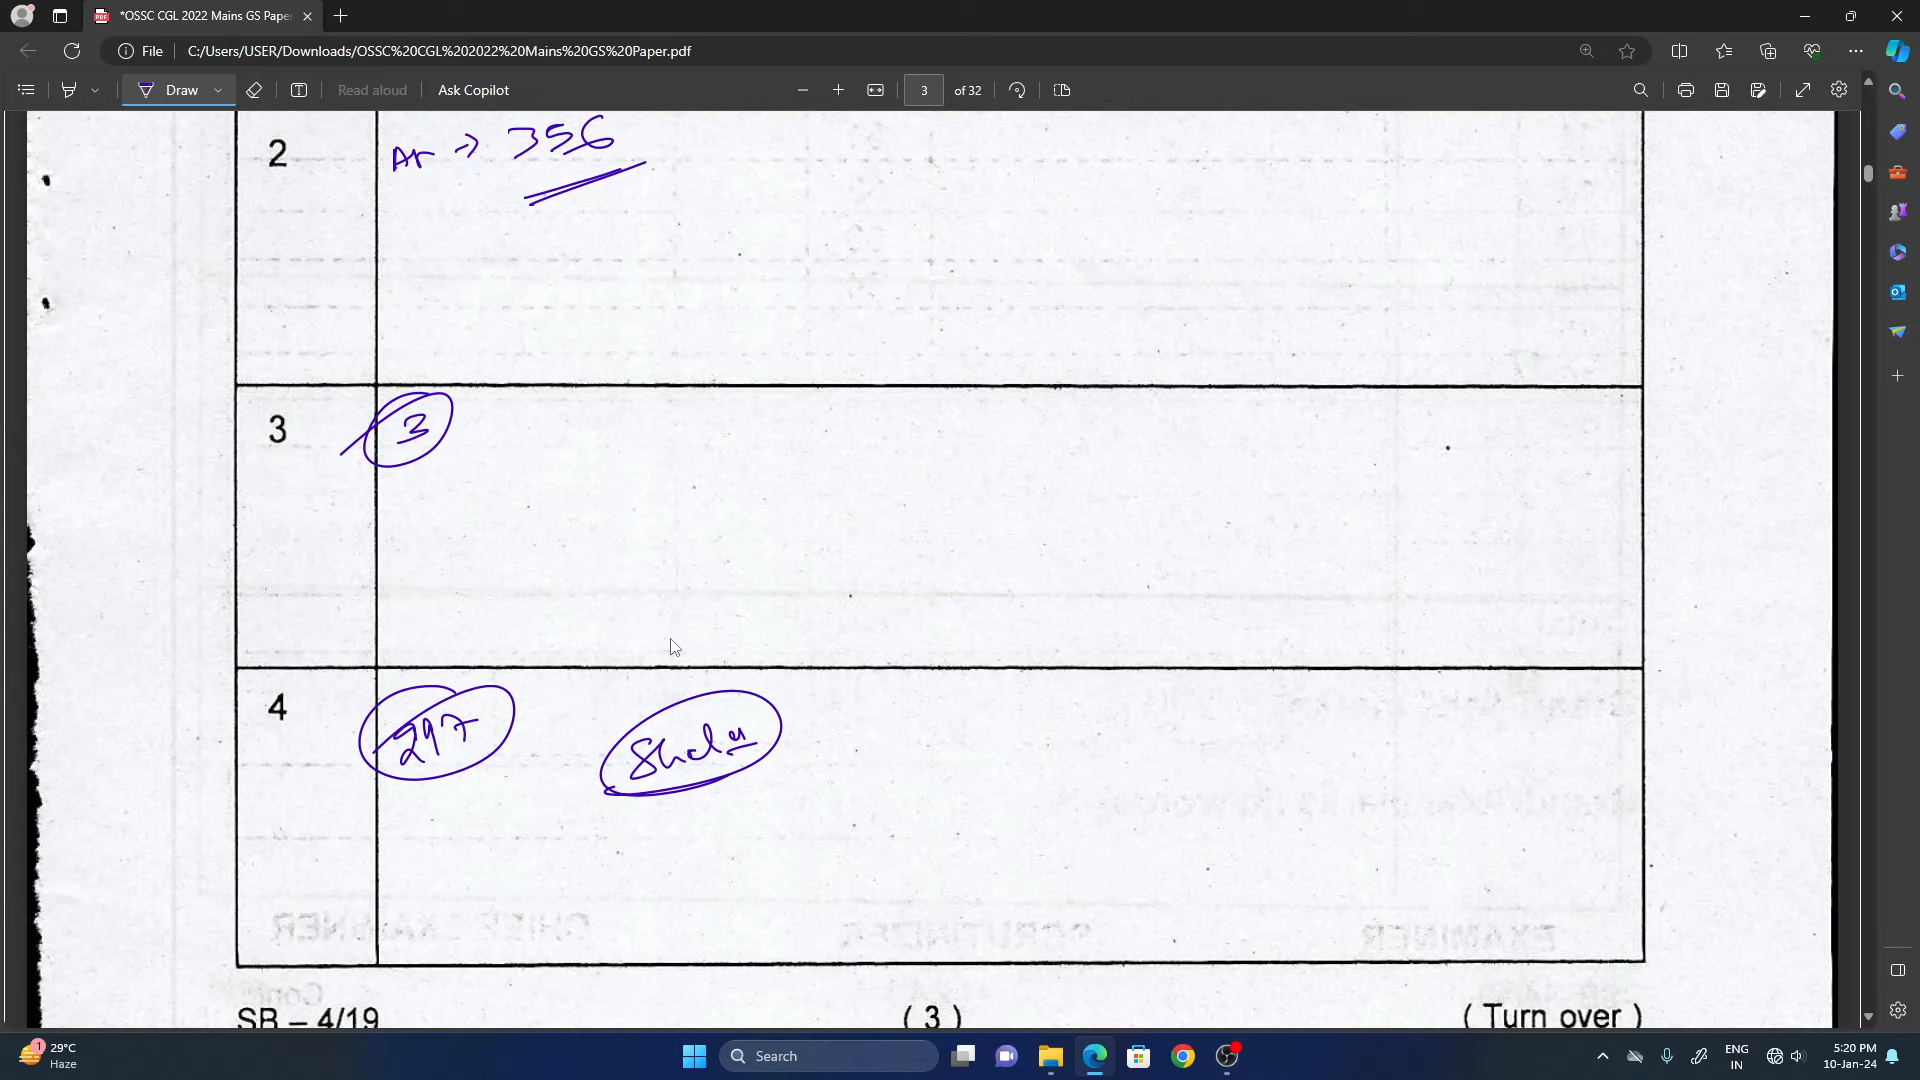 *OSSC CGL 2022 Mains GS Pape
File C:/Users/USER/Downloads/OSSC%20CGL%202022%20Mains%20GS%20Paper.pdf
Draw Read aloud Ask Copilot 3 of 32
2 Ar → 356
3 3
4 297
SB – 4/19 ( 3 ) ( Turn over )
1 29°C
Haze
Search
ENG
IN
5:20 PM
10-Jan-24